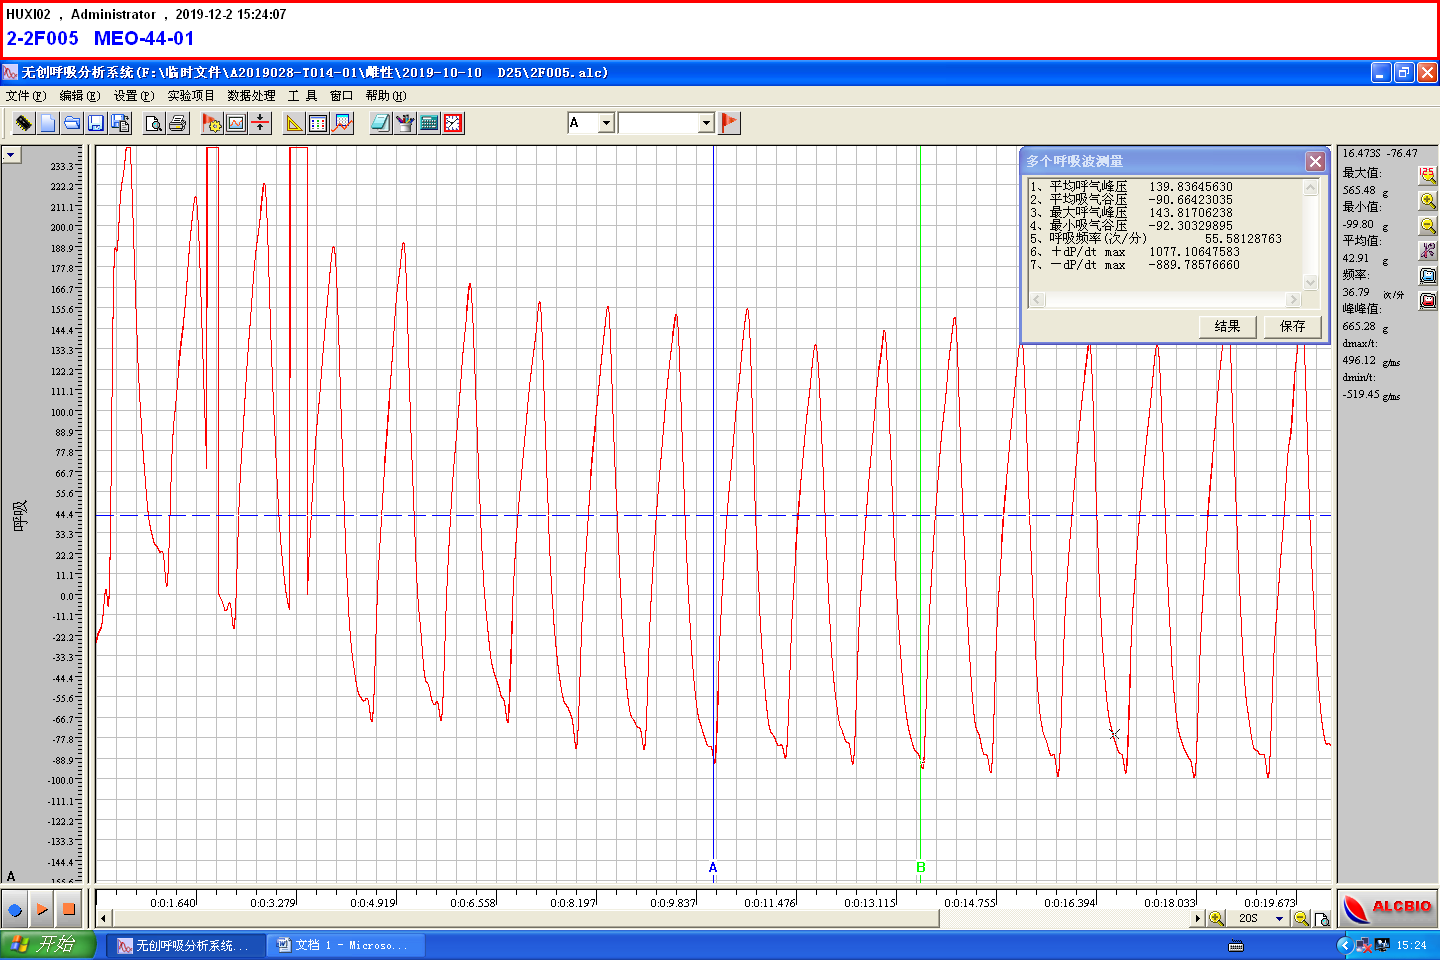 HUXI02 , Administrator , 2019-12-2 15:24:07
2-2F005 MEO-44-01
无创呼吸分析系统(F:\临时文件\A2019028-T014-01\雌性\2019-10-10 D25\2F005.alc)
文件(F) 编辑(E) 设置(P) 实验项目 数据处理 工具 窗口 帮助(H)
A
233.3
222.2
211.1
200.0
188.9
177.8
166.7
155.6
144.4
133.3
122.2
111.1
100.0
88.9
77.8
66.7
55.6
44.4
33.3
22.2
11.1
0.0
-11.1
-22.2
-33.3
-44.4
-55.6
-66.7
-77.8
-88.9
-100.0
-111.1
-122.2
-133.3
-144.4
-155.6
呼吸
A
多个呼吸波测量
1、平均呼气峰压 139.83645630
2、平均吸气谷压 -90.66423035
3、最大呼气峰压 143.81706238
4、最小吸气谷压 -92.30329895
5、呼吸频率(次/分) 55.58128763
6、+dP/dt max 1077.10647583
7、-dP/dt max -889.78576660
结果 保存
16.473S -76.47
最大值:
565.48 g
最小值:
-99.80 g
平均值:
42.91 g
频率:
36.79 次/分
峰峰值:
665.28 g
dmax/t:
496.12 g/ms
dmin/t:
-519.45 g/ms
A B
0:0:1.640 0:0:3.279 0:0:4.919 0:0:6.558 0:0:8.197 0:0:9.837 0:0:11.476 0:0:13.115 0:0:14.755 0:0:16.394 0:0:18.033 0:0:19.673
20S
ALCBIO
开始 无创呼吸分析系统... 文档 1 - Microso... 15:24